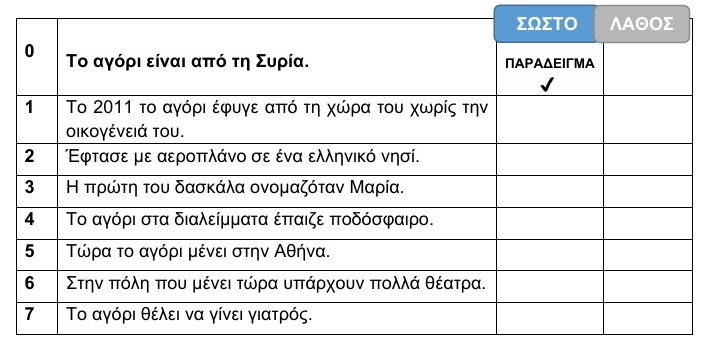 ΣΩΣΤΟ ΛΑΘΟΣ
0 Το αγόρι είναι από τη Συρία. ΠΑΡΑΔΕΙΓΜΑ
✓
1 Το 2011 το αγόρι έφυγε από τη χώρα του χωρίς την
οικογένειά του.
2 Έφτασε με αεροπλάνο σε ένα ελληνικό νησί.
3 Η πρώτη του δασκάλα ονομαζόταν Μαρία.
4 Το αγόρι στα διαλείμματα έπαιζε ποδόσφαιρο.
5 Τώρα το αγόρι μένει στην Αθήνα.
6 Στην πόλη που μένει τώρα υπάρχουν πολλά θέατρα.
7 Το αγόρι θέλει να γίνει γιατρός.